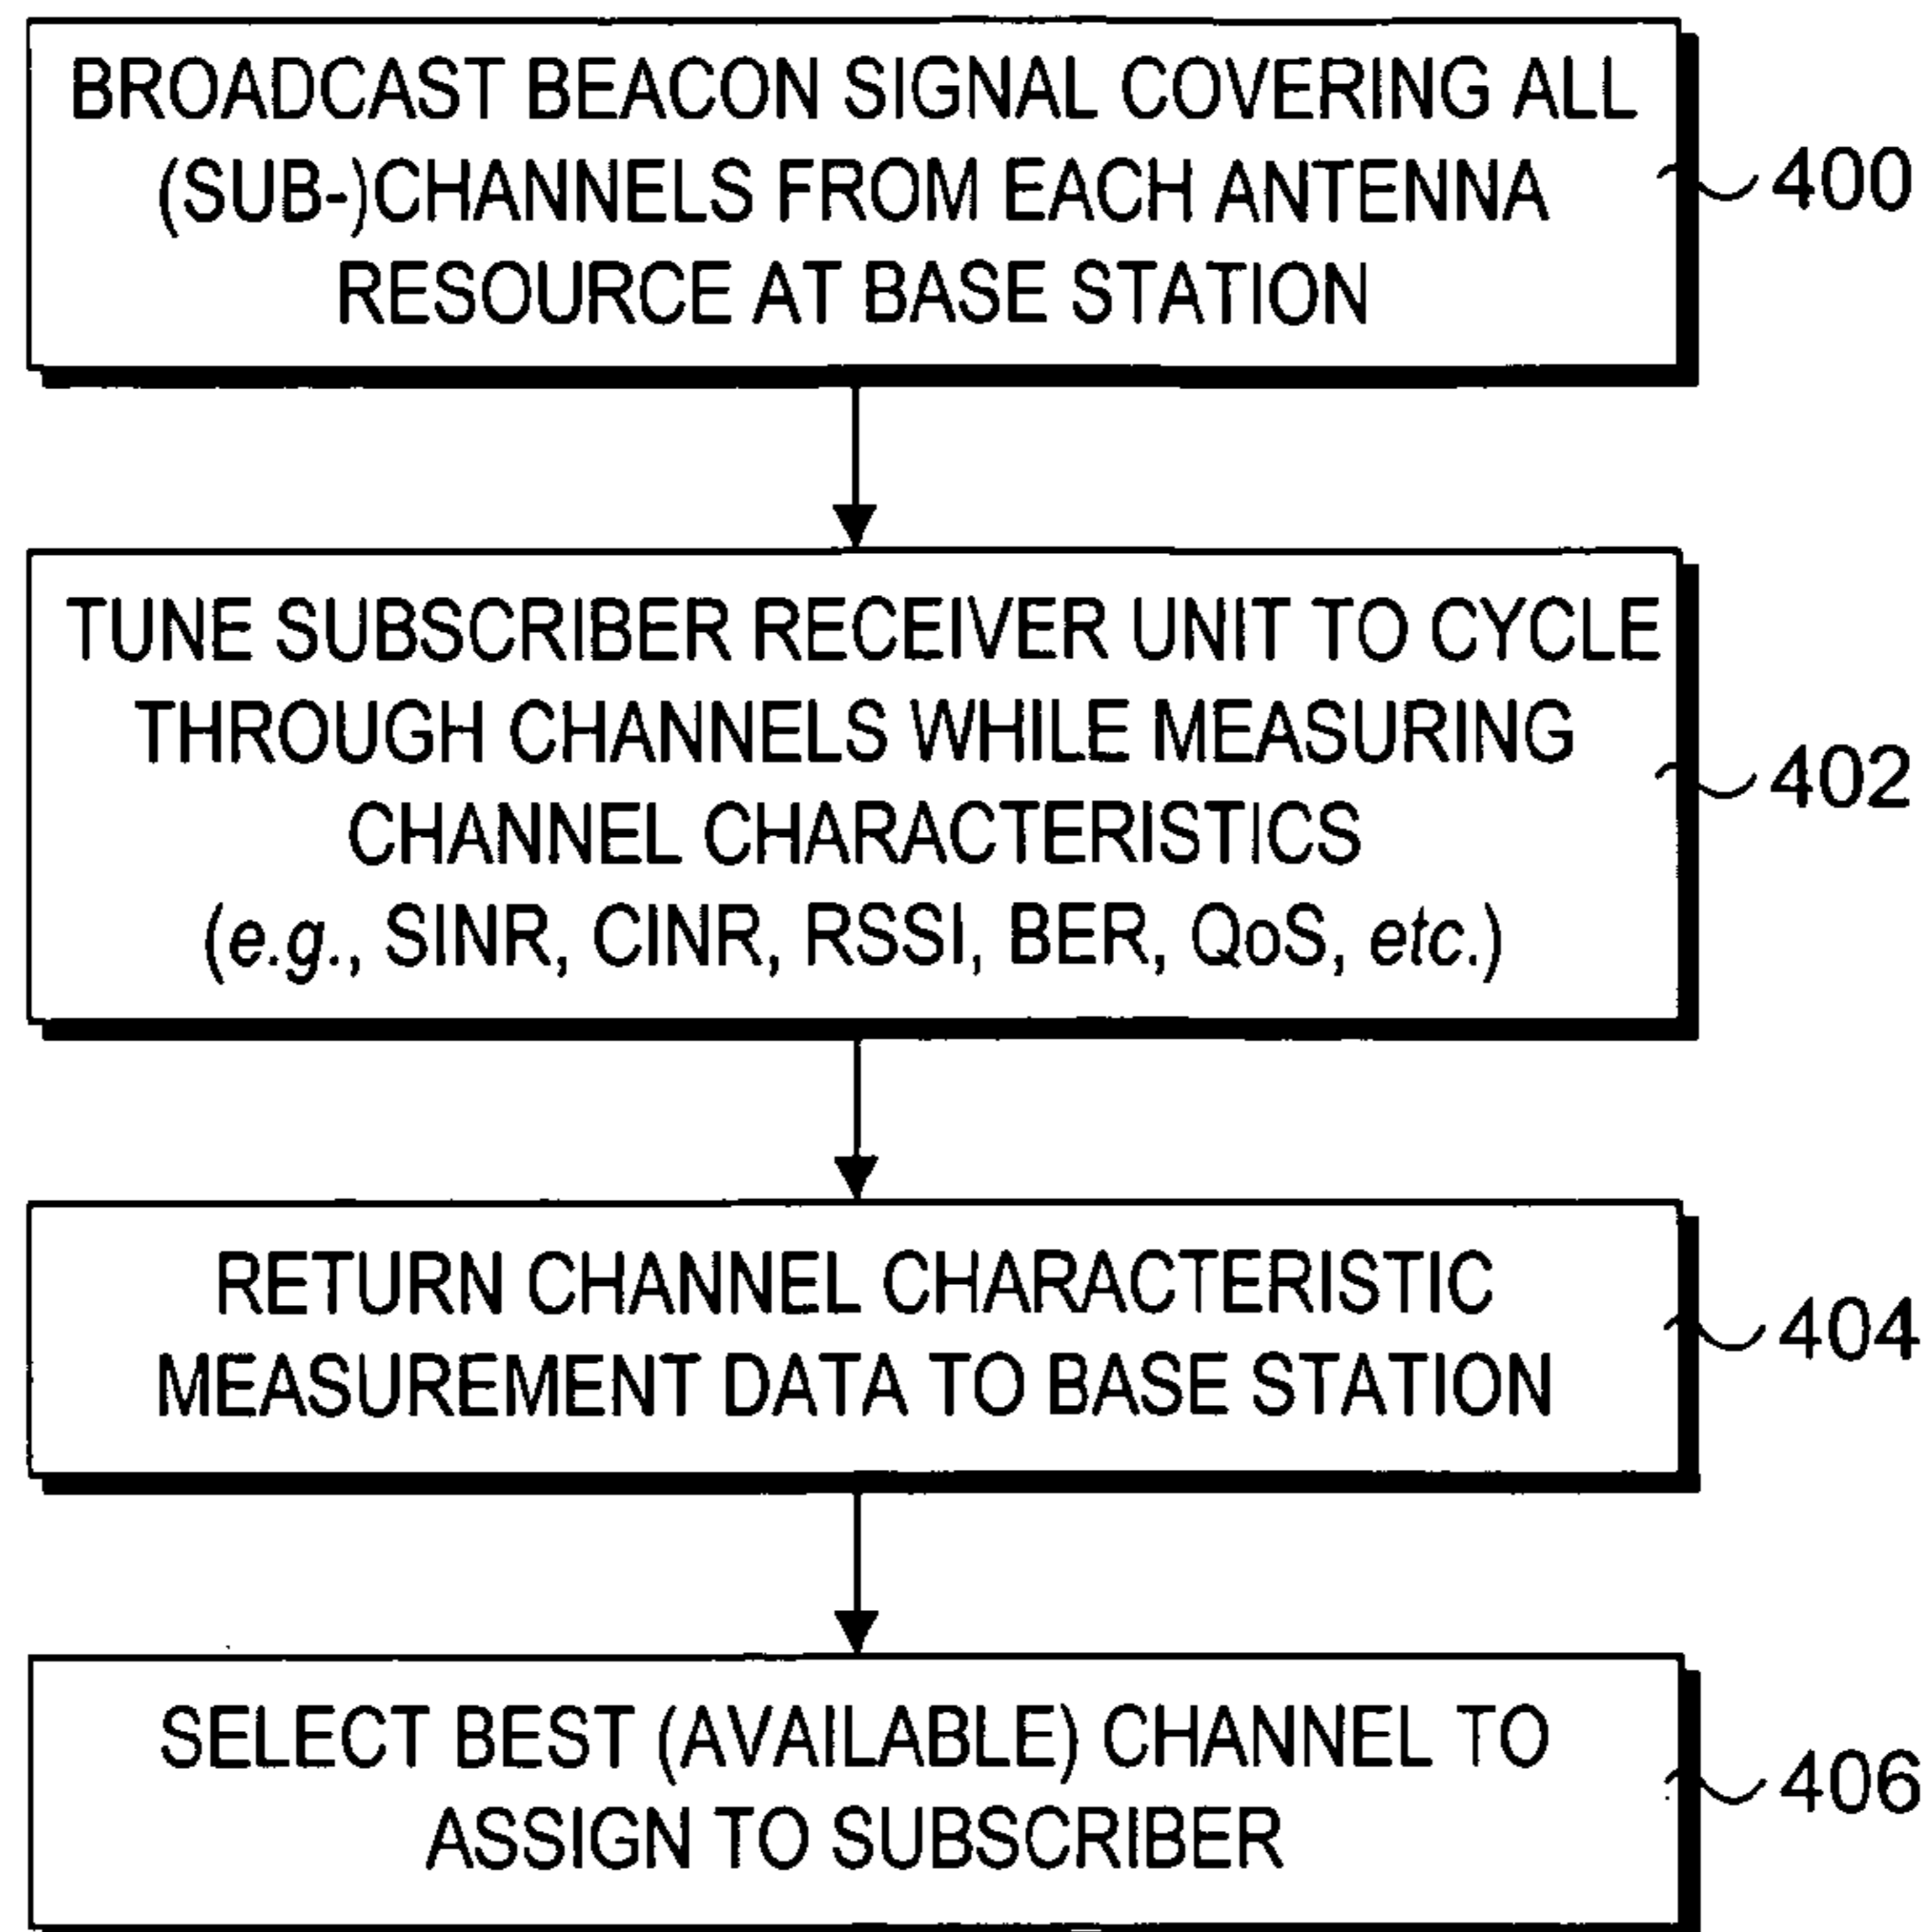 BROADCAST BEACON SIGNAL COVERING ALL
(SUB-)CHANNELS FROM EACH ANTENNA
RESOURCE AT BASE STATION
400
TUNE SUBSCRIBER RECEIVER UNIT TO CYCLE
THROUGH CHANNELS WHILE MEASURING
CHANNEL CHARACTERISTICS
(e.g., SINR, CINR, RSSI, BER, QoS, etc.)
402
RETURN CHANNEL CHARACTERISTIC
MEASUREMENT DATA TO BASE STATION
404
SELECT BEST (AVAILABLE) CHANNEL TO
ASSIGN TO SUBSCRIBER
406